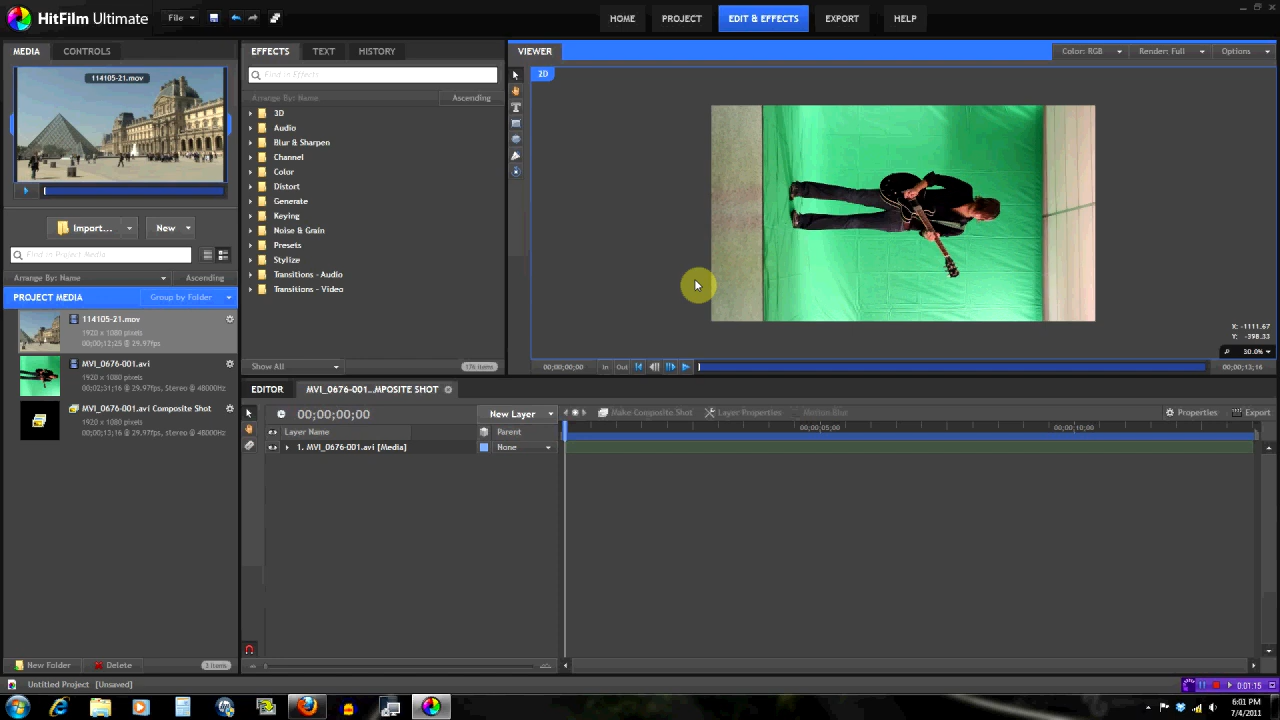 HitFilm Ultimate
File
HOME
PROJECT
EDIT & EFFECTS
EXPORT
HELP
MEDIA
CONTROLS
114105-21.mov
Import...
New
Find in Project Media
Arrange By: Name
Ascending
PROJECT MEDIA
Group by Folder
114105-21.mov
1920 x 1080 pixels
00;00;12;25 @ 29.97fps
MVI_0676-001.avi
1920 x 1080 pixels
00;02;31;16 @ 29.97fps, Stereo @ 48000Hz
MVI_0676-001.avi Composite Shot
1920 x 1080 pixels
00;00;13;16 @ 29.97fps, Stereo @ 48000Hz
New Folder
Delete
3 Items
EFFECTS
TEXT
HISTORY
Find in Effects
Arrange By: Name
Ascending
3D
Audio
Blur & Sharpen
Channel
Color
Distort
Generate
Keying
Noise & Grain
Presets
Stylize
Transitions - Audio
Transitions - Video
Show All
176 Items
VIEWER
Color: RGB
Render: Full
Options
2D
X: -1111.67
Y: -398.33
30.0%
00;00;00;00
In
Out
00;00;13;16
EDITOR
MVI_0676-001...MPOSITE SHOT
00;00;00;00
New Layer
Make Composite Shot
Layer Properties
Motion Blur
Properties
Export
Layer Name
Parent
00;00;05;00
00;00;10;00
1. MVI_0676-001.avi [Media]
None
Untitled Project
[Unsaved]
0:01:15
6:01 PM
7/4/2011